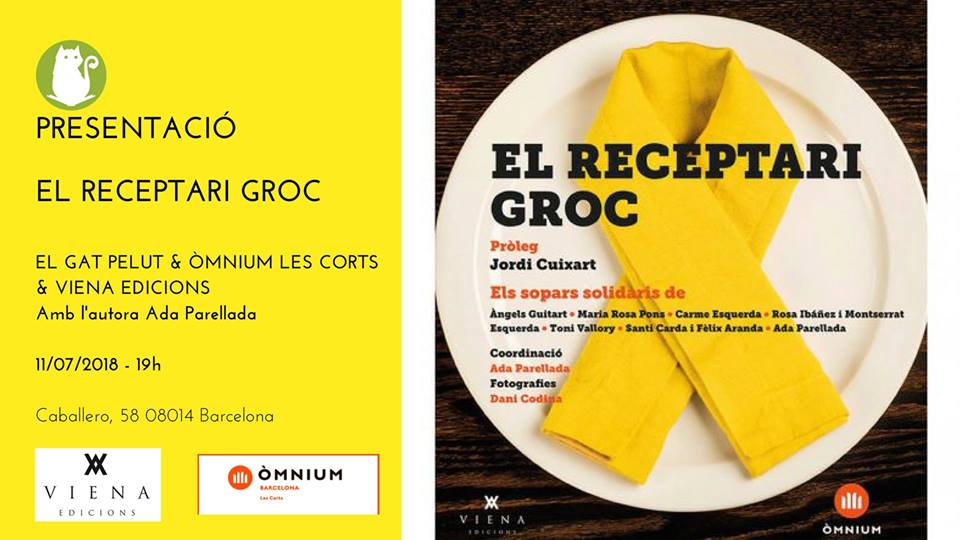 PRESENTACIÓ
EL RECEPTARI GROC
EL GAT PELUT & ÒMNIUM LES CORTS
& VIENA EDICIONS
Amb l'autora Ada Parellada
11/07/2018 - 19h
Caballero, 58 08014 Barcelona
VIENA
EDICIONS
ÒMNIUM
BARCELONA
Les Corts
EL RECEPTARI
GROC
Pròleg
Jordi Cuixart
Els sopars solidaris de
Àngels Guitart • Maria Rosa Pons • Carme Esquerda • Rosa Ibáñez i Montserrat
Esquerda • Toni Vallory • Santi Carda i Fèlix Aranda • Ada Parellada
Coordinació
Ada Parellada
Fotografies
Dani Codina
VIENA
EDICIONS
ÒMNIUM